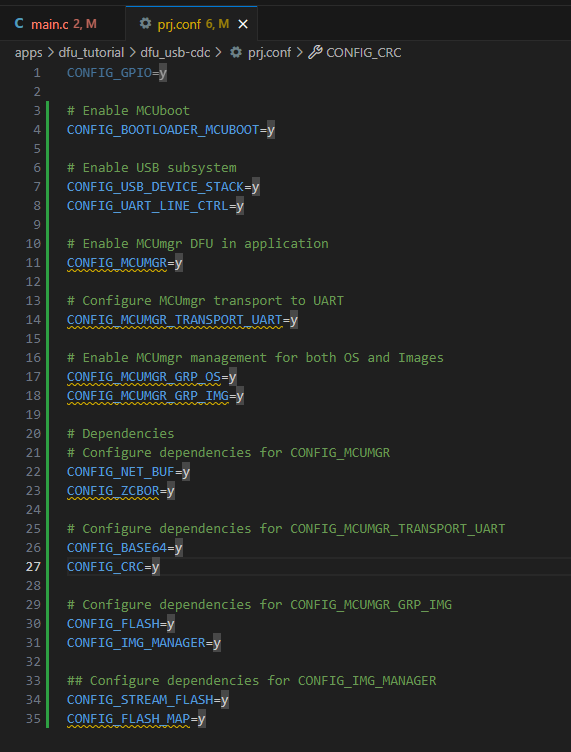 main.c 2, M
prj.conf 6, M
apps > dfu_tutorial > dfu_usb-cdc > prj.conf > CONFIG_CRC
1 CONFIG_GPIO=y
2
3 # Enable MCUboot
4 CONFIG_BOOTLOADER_MCUBOOT=y
5
6 # Enable USB subsystem
7 CONFIG_USB_DEVICE_STACK=y
8 CONFIG_UART_LINE_CTRL=y
9
10 # Enable MCUmgr DFU in application
11 CONFIG_MCUMGR=y
12
13 # Configure MCUmgr transport to UART
14 CONFIG_MCUMGR_TRANSPORT_UART=y
15
16 # Enable MCUmgr management for both OS and Images
17 CONFIG_MCUMGR_GRP_OS=y
18 CONFIG_MCUMGR_GRP_IMG=y
19
20 # Dependencies
21 # Configure dependencies for CONFIG_MCUMGR
22 CONFIG_NET_BUF=y
23 CONFIG_ZCBOR=y
24
25 # Configure dependencies for CONFIG_MCUMGR_TRANSPORT_UART
26 CONFIG_BASE64=y
27 CONFIG_CRC=y
28
29 # Configure dependencies for CONFIG_MCUMGR_GRP_IMG
30 CONFIG_FLASH=y
31 CONFIG_IMG_MANAGER=y
32
33 ## Configure dependencies for CONFIG_IMG_MANAGER
34 CONFIG_STREAM_FLASH=y
35 CONFIG_FLASH_MAP=y